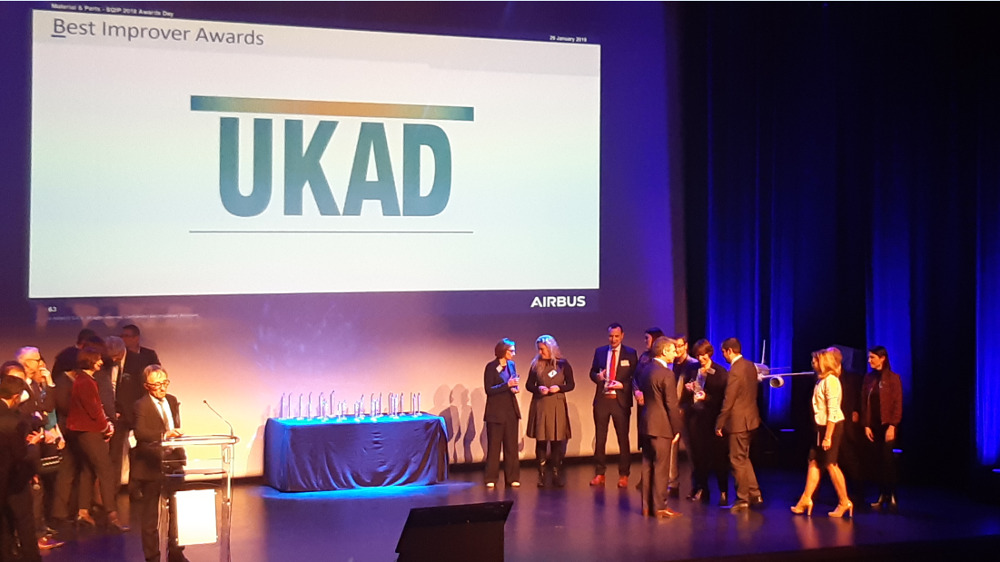 Material & Parts - SQIP 2018 Awards Day
Best Improver Awards
29 January 2019
UKAD
AIRBUS